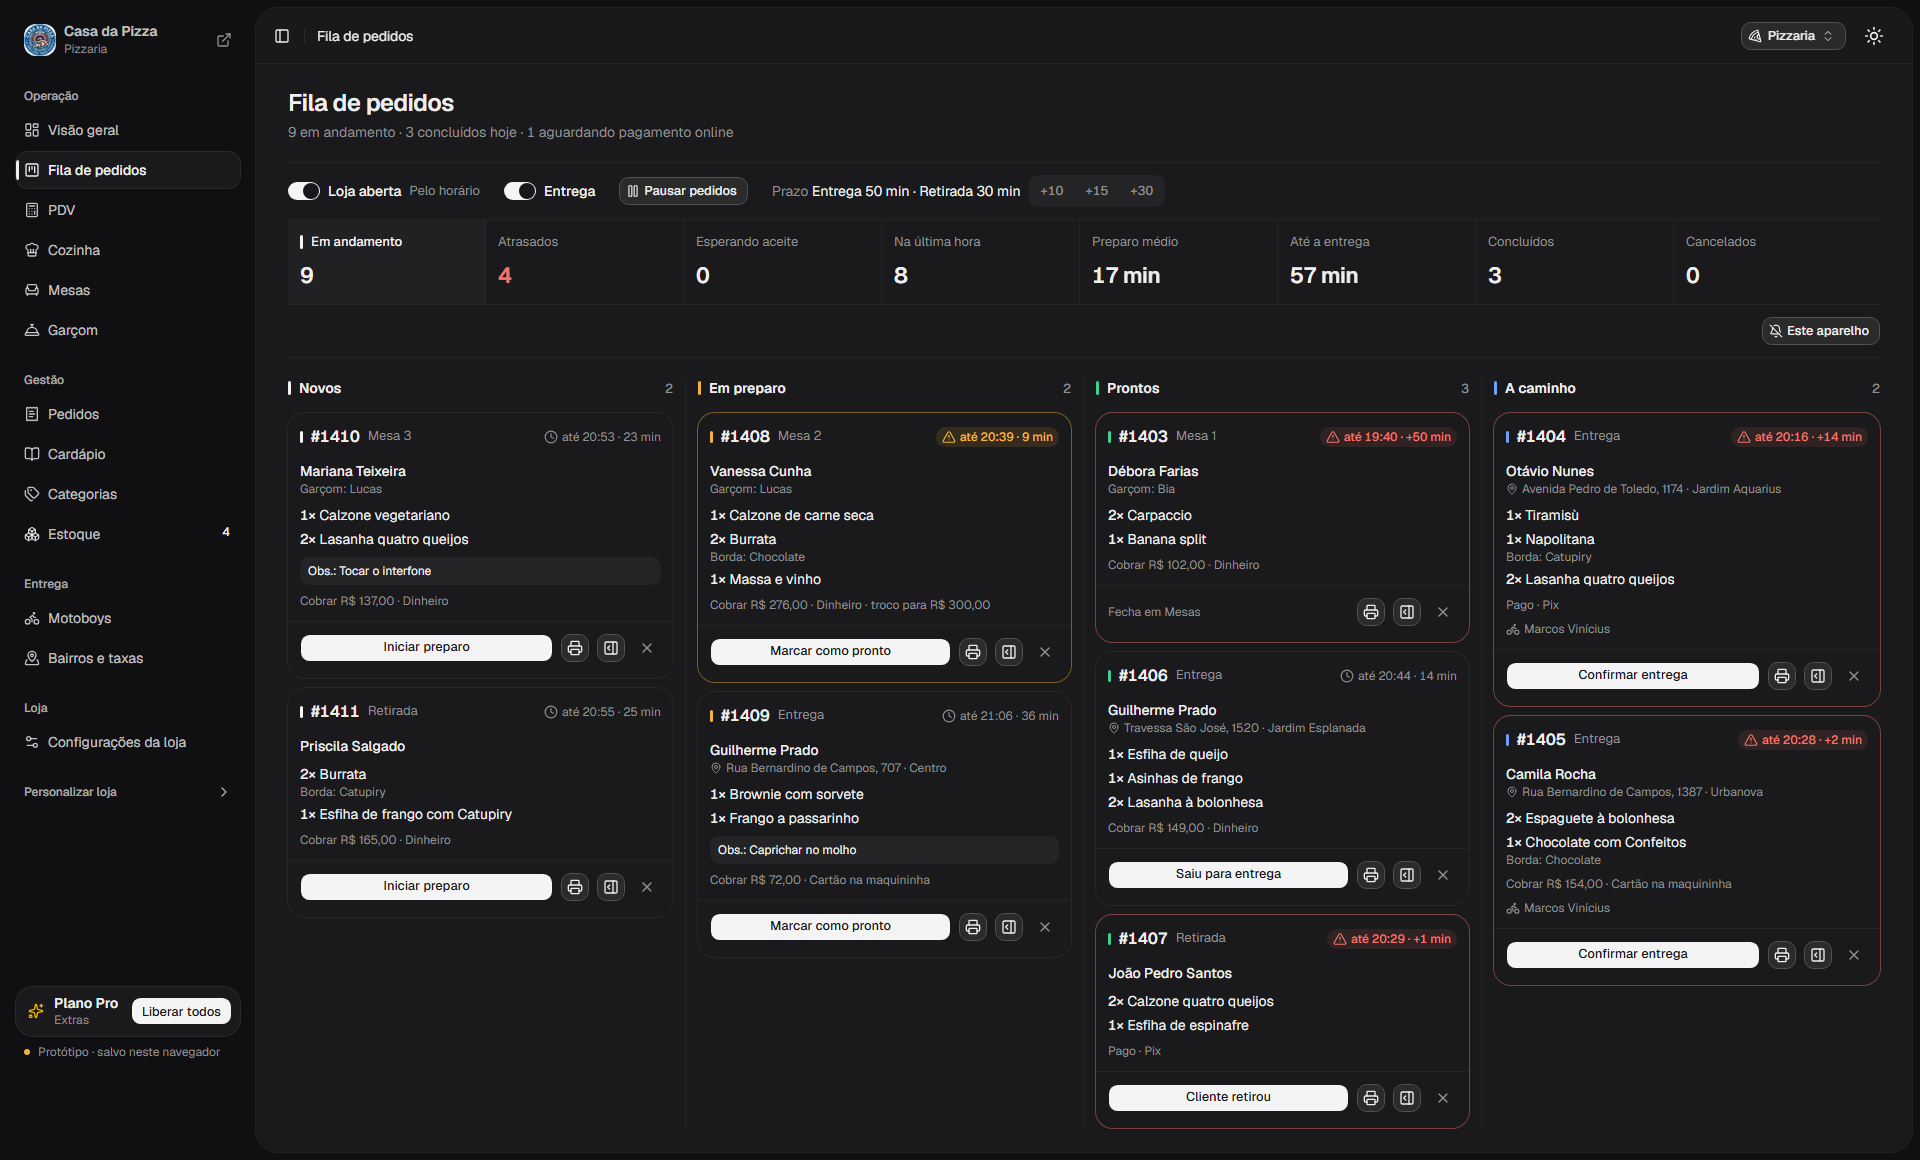 Casa da Pizza
Pizzaria
Operação
Visão geral
Fila de pedidos
PDV
Cozinha
Mesas
Garçom
Gestão
Pedidos
Cardápio
Categorias
Estoque 4
Entrega
Motoboys
Bairros e taxas
Loja
Configurações da loja
Personalizar loja
Plano Pro
Extras
Liberar todos
Protótipo · salvo neste navegador
Fila de pedidos
Pizzaria
Fila de pedidos
9 em andamento · 3 concluídos hoje · 1 aguardando pagamento online
Loja aberta Pelo horário Entrega Pausar pedidos Prazo Entrega 50 min · Retirada 30 min +10 +15 +30
Em andamento
9
Atrasados
4
Esperando aceite
0
Na última hora
8
Preparo médio
17 min
Até a entrega
57 min
Concluídos
3
Cancelados
0
Este aparelho
Novos 2
#1410 Mesa 3 até 20:53 · 23 min
Mariana Teixeira
Garçom: Lucas
1× Calzone vegetariano
2× Lasanha quatro queijos
Obs.: Tocar o interfone
Cobrar R$ 137,00 · Dinheiro
Iniciar preparo
#1411 Retirada até 20:55 · 25 min
Priscila Salgado
2× Burrata
Borda: Catupiry
1× Esfiha de frango com Catupiry
Cobrar R$ 165,00 · Dinheiro
Iniciar preparo
Em preparo 2
#1408 Mesa 2 até 20:39 · 9 min
Vanessa Cunha
Garçom: Lucas
1× Calzone de carne seca
2× Burrata
Borda: Chocolate
1× Massa e vinho
Cobrar R$ 276,00 · Dinheiro · troco para R$ 300,00
Marcar como pronto
#1409 Entrega até 21:06 · 36 min
Guilherme Prado
Rua Bernardino de Campos, 707 · Centro
1× Brownie com sorvete
1× Frango a passarinho
Obs.: Caprichar no molho
Cobrar R$ 72,00 · Cartão na maquininha
Marcar como pronto
Prontos 3
#1403 Mesa 1 até 19:40 · +50 min
Débora Farias
Garçom: Bia
2× Carpaccio
1× Banana split
Cobrar R$ 102,00 · Dinheiro
Fecha em Mesas
#1406 Entrega até 20:44 · 14 min
Guilherme Prado
Travessa São José, 1520 · Jardim Esplanada
1× Esfiha de queijo
1× Asinhas de frango
2× Lasanha à bolonhesa
Cobrar R$ 149,00 · Dinheiro
Saiu para entrega
#1407 Retirada até 20:29 · +1 min
João Pedro Santos
2× Calzone quatro queijos
1× Esfiha de espinafre
Pago · Pix
Cliente retirou
A caminho 2
#1404 Entrega até 20:16 · +14 min
Otávio Nunes
Avenida Pedro de Toledo, 1174 · Jardim Aquarius
1× Tiramisù
1× Napolitana
Borda: Catupiry
2× Lasanha quatro queijos
Pago · Pix
Marcos Vinícius
Confirmar entrega
#1405 Entrega até 20:28 · +2 min
Camila Rocha
Rua Bernardino de Campos, 1387 · Urbanova
2× Espaguete à bolonhesa
1× Chocolate com Confeitos
Borda: Chocolate
Cobrar R$ 154,00 · Cartão na maquininha
Marcos Vinícius
Confirmar entrega